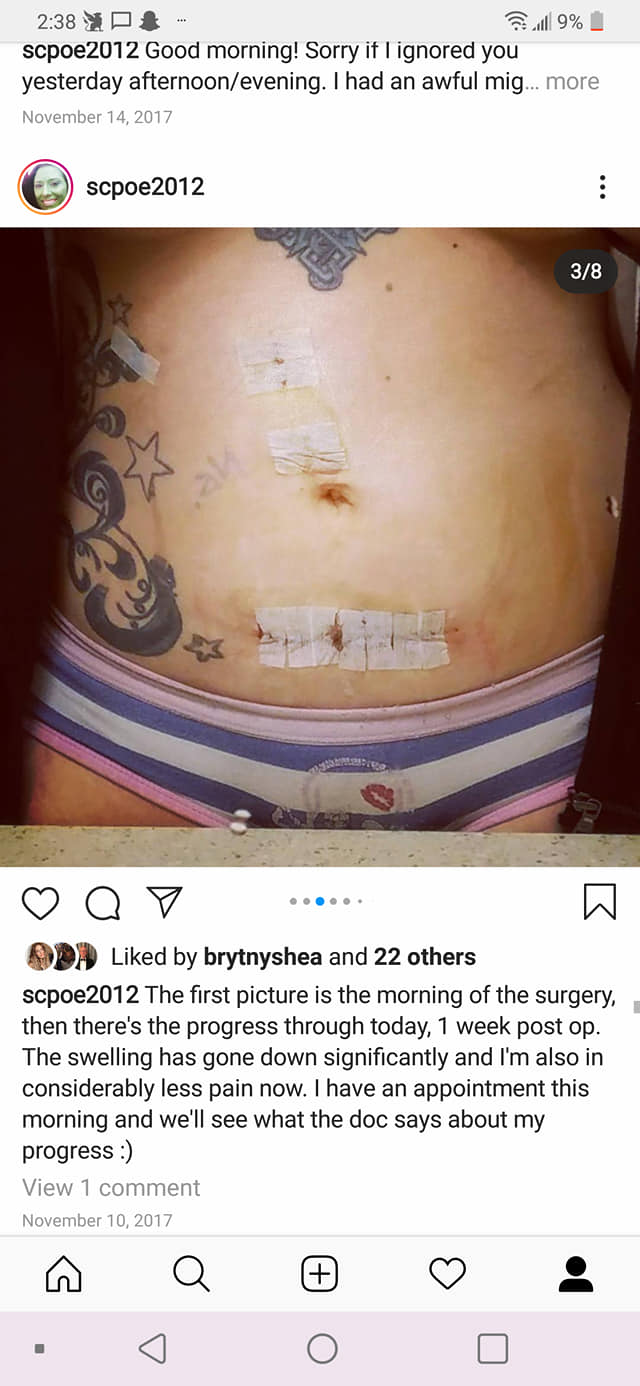 2:38
9%
scpoe2012 Good morning! Sorry if I ignored you
yesterday afternoon/evening. I had an awful mig... more
November 14, 2017
scpoe2012
3/8
Liked by brytnyshea and 22 others
scpoe2012 The first picture is the morning of the surgery,
then there's the progress through today, 1 week post op.
The swelling has gone down significantly and I'm also in
considerably less pain now. I have an appointment this
morning and we'll see what the doc says about my
progress :)
View 1 comment
November 10, 2017